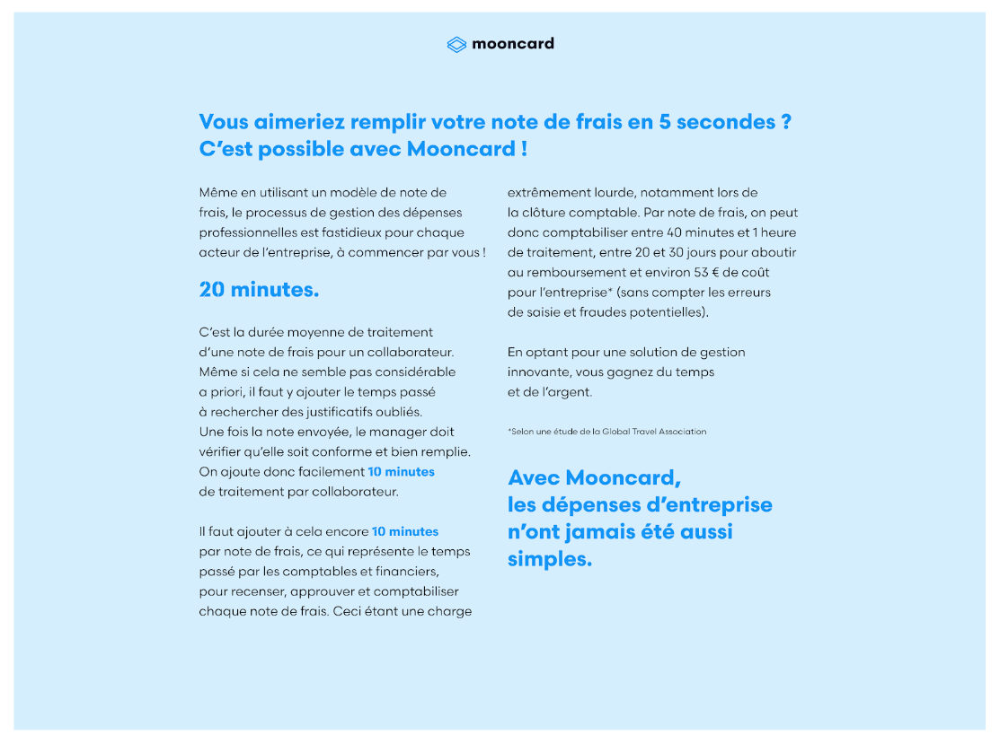 mooncard
Vous aimeriez remplir votre note de frais en 5 secondes ?
C’est possible avec Mooncard !
Même en utilisant un modèle de note de
frais, le processus de gestion des dépenses
professionnelles est fastidieux pour chaque
acteur de l’entreprise, à commencer par vous !
20 minutes.
C’est la durée moyenne de traitement
d’une note de frais pour un collaborateur.
Même si cela ne semble pas considérable
a priori, il faut y ajouter le temps passé
à rechercher des justificatifs oubliés.
Une fois la note envoyée, le manager doit
vérifier qu’elle soit conforme et bien remplie.
On ajoute donc facilement 10 minutes
de traitement par collaborateur.
Il faut ajouter à cela encore 10 minutes
par note de frais, ce qui représente le temps
passé par les comptables et financiers,
pour recenser, approuver et comptabiliser
chaque note de frais. Ceci étant une charge
extrêmement lourde, notamment lors de
la clôture comptable. Par note de frais, on peut
donc comptabiliser entre 40 minutes et 1 heure
de traitement, entre 20 et 30 jours pour aboutir
au remboursement et environ 53 € de coût
pour l’entreprise* (sans compter les erreurs
de saisie et fraudes potentielles).
En optant pour une solution de gestion
innovante, vous gagnez du temps
et de l’argent.
*Selon une étude de la Global Travel Association
Avec Mooncard,
les dépenses d’entreprise
n’ont jamais été aussi
simples.